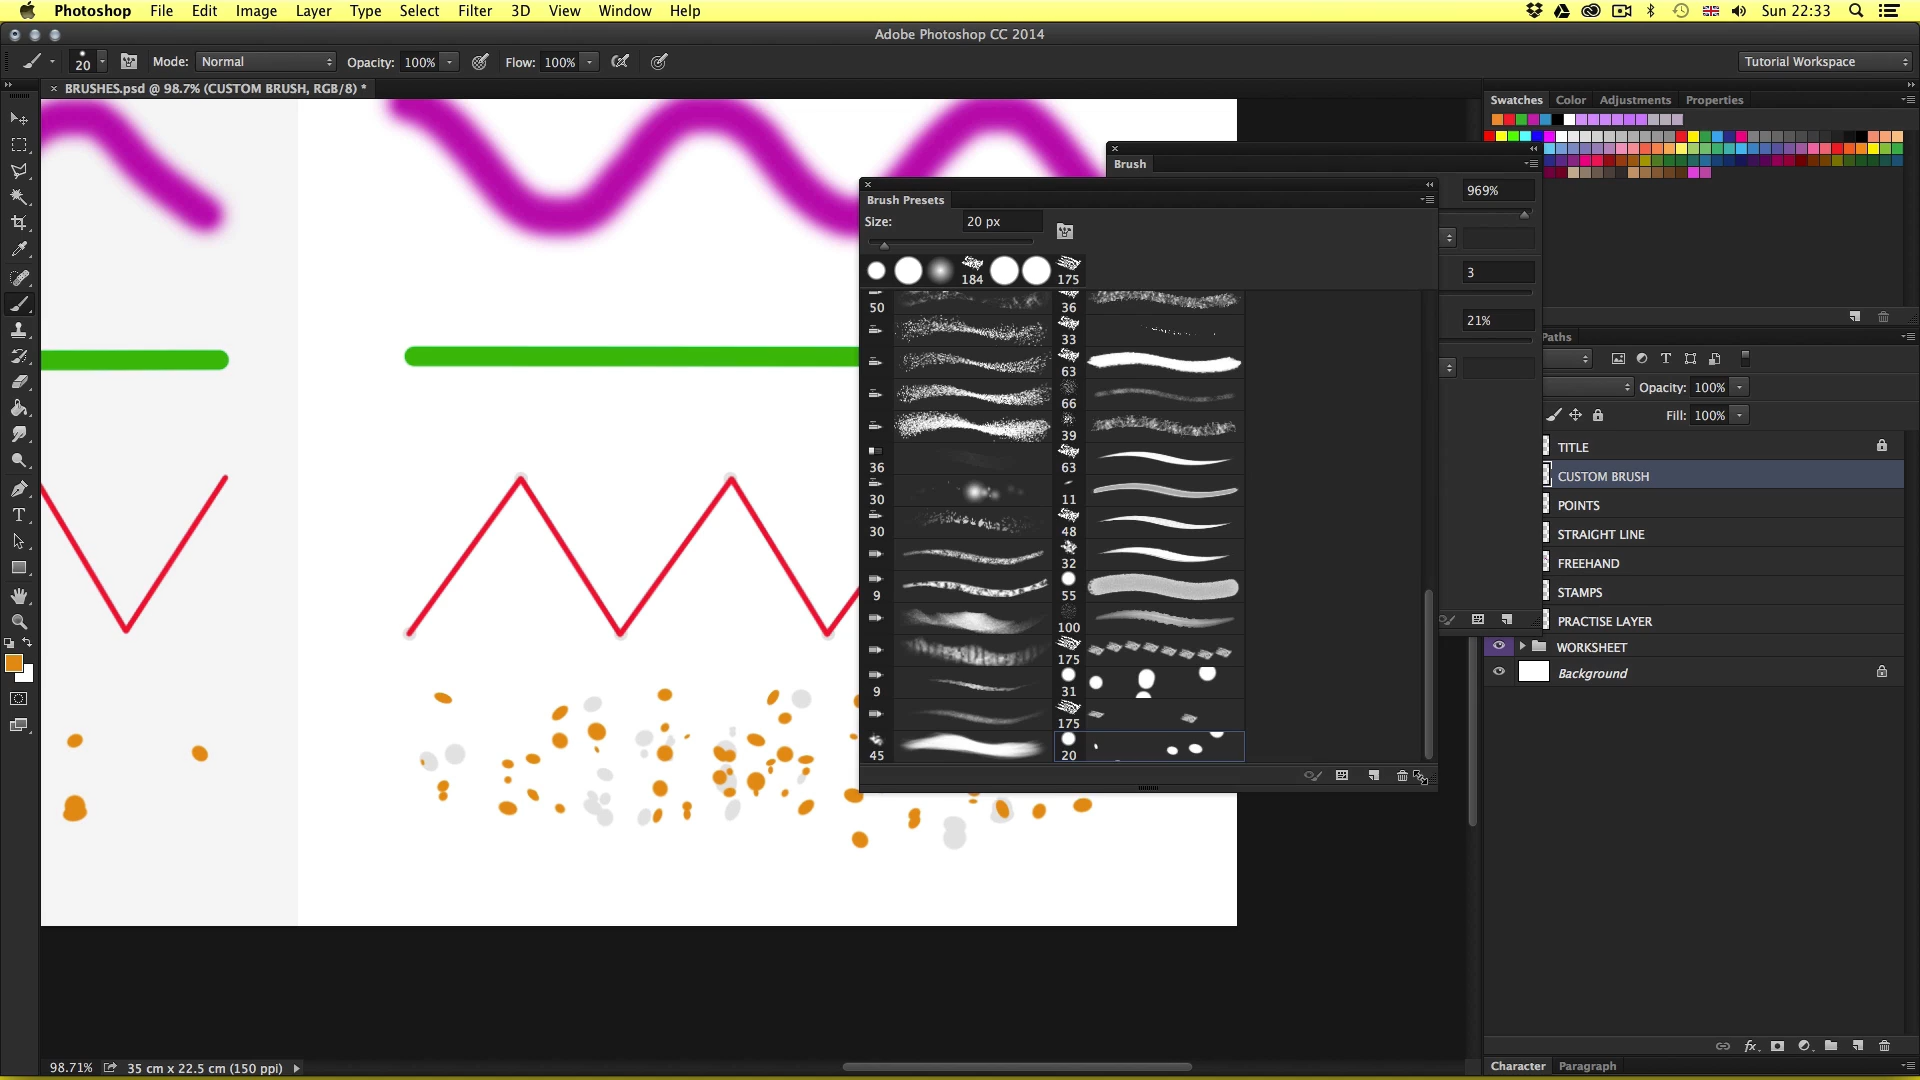 Photoshop File Edit Image Layer Type Select Filter 3D View Window Help Sun 22:33
Adobe Photoshop CC 2014
20 Mode: Normal Opacity: 100% Flow: 100% Tutorial Workspace
BRUSHES.psd @ 98.7% (CUSTOM BRUSH, RGB/8) *
Swatches Color Adjustments Properties
Brush
969%
3
21%
Brush Presets
Size: 20 px
184 175
50 36
33
63
66
39
36 63
30 11
30 48
32
9 55
100
175
9 31
175
45 20
Paths
Opacity: 100%
Fill: 100%
TITLE
CUSTOM BRUSH
POINTS
STRAIGHT LINE
FREEHAND
STAMPS
PRACTISE LAYER
WORKSHEET
Background
fx
Character Paragraph
98.71% 35 cm x 22.5 cm (150 ppi)